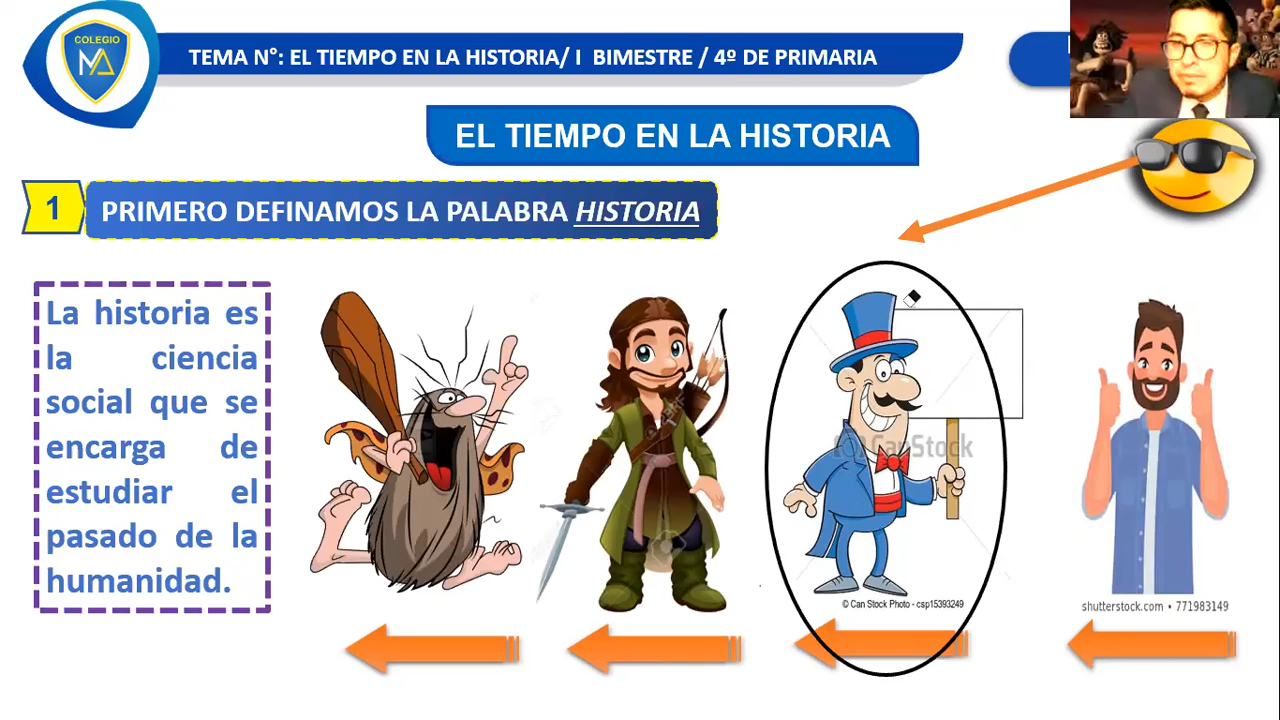 COLEGIO
MA
TEMA N°: EL TIEMPO EN LA HISTORIA/ I BIMESTRE / 4º DE PRIMARIA
EL TIEMPO EN LA HISTORIA
1
PRIMERO DEFINAMOS LA PALABRA HISTORIA
La historia es
la ciencia
social que se
encarga de
estudiar el
pasado de la
humanidad.
CanStock
© Can Stock Photo - csp15393249
shutterstock.com • 771983149